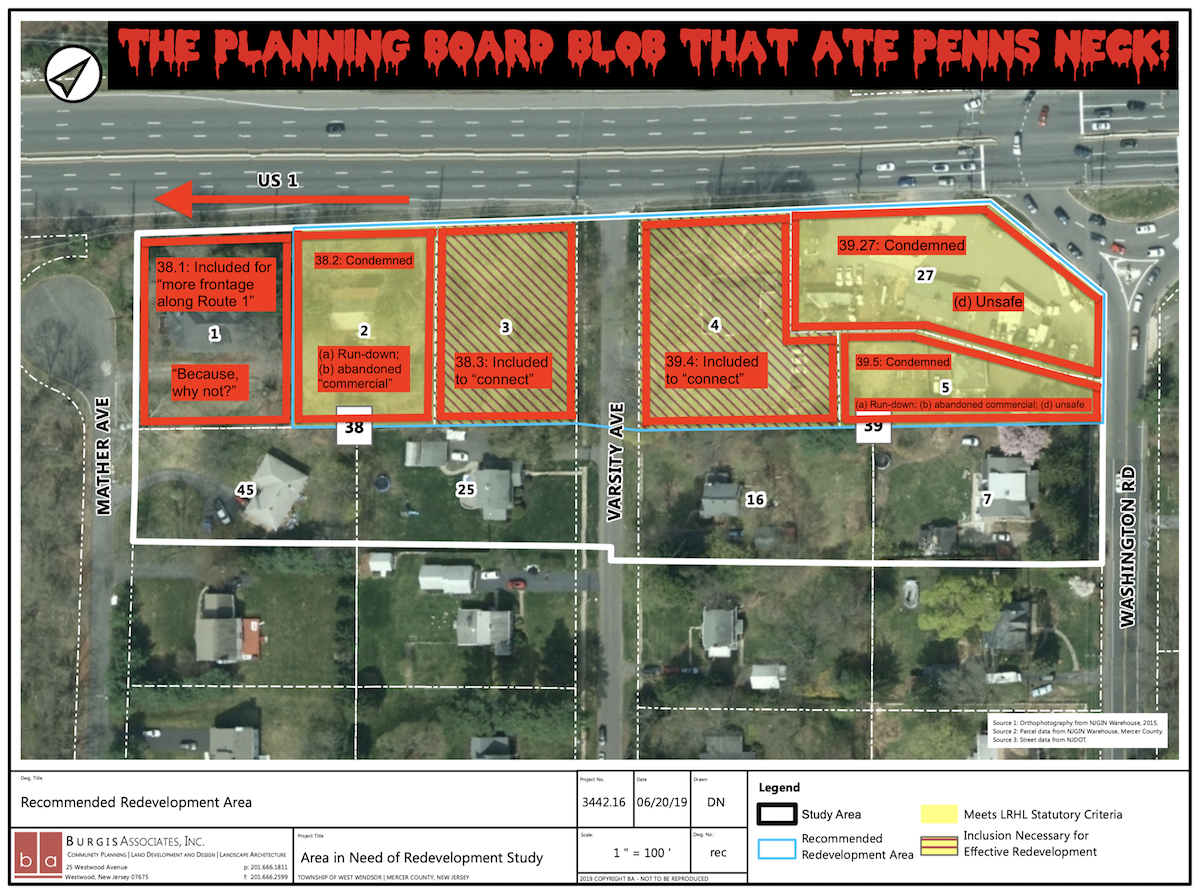 THE PLANNING BOARD BLOB THAT ATE PENNS NECK!
US 1
38.1: Included for
“more frontage
along Route 1”
1
“Because,
why not?”
38.2: Condemned
2
(a) Run-down;
(b) abandoned
“commercial”
3
38.3: Included
to “connect”
4
39.4: Included
to “connect”
39.27: Condemned
27
(d) Unsafe
39.5: Condemned
5
(a) Run-down; (b) abandoned commercial; (d) unsafe
38
39
MATHER AVE
VARSITY AVE
WASHINGTON RD
45
25
16
7
Source 1: Orthophotography from NJGIN Warehouse, 2015.
Source 2: Parcel data from NJGIN Warehouse, Mercer County.
Source 3: Street data from NJDOT.
Dwg. Title
Recommended Redevelopment Area
Project No.
3442.16
Date
06/20/19
Drawn
DN
Legend
Study Area
Recommended
Redevelopment Area
Meets LRHL Statutory Criteria
Inclusion Necessary for
Effective Redevelopment
ba
BURGIS ASSOCIATES, INC.
COMMUNITY PLANNING | LAND DEVELOPMENT AND DESIGN | LANDSCAPE ARCHITECTURE
25 Westwood Avenue
Westwood, New Jersey 07675
p: 201.666.1811
f: 201.666.2599
Project Title
Area in Need of Redevelopment Study
TOWNSHIP OF WEST WINDSOR | MERCER COUNTY, NEW JERSEY
Scale:
1 " = 100 '
Dwg. No.:
rec
2019 COPYRIGHT BA - NOT TO BE REPRODUCED